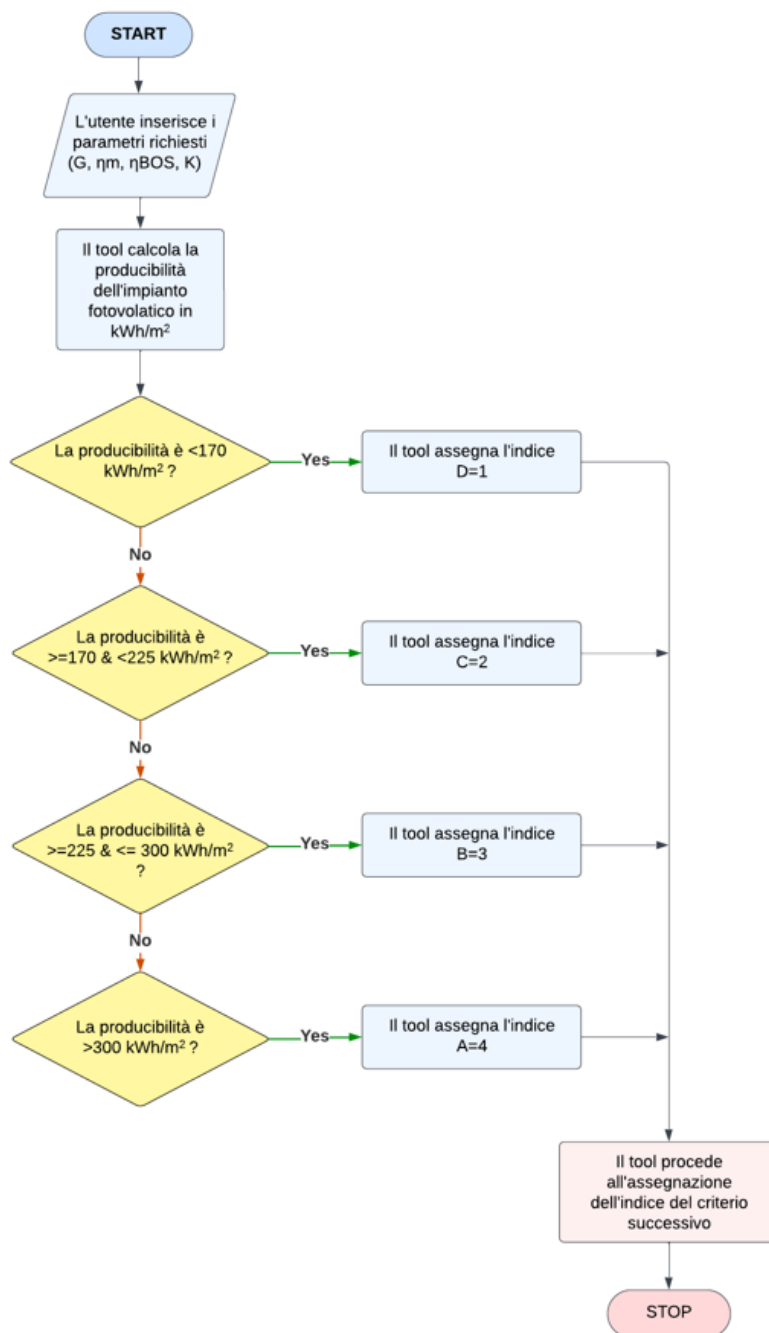 START
L'utente inserisce i
parametri richiesti
(G, ηm, ηBOS, K)
Il tool calcola la
producibilità
dell'impianto
fotovolatico in
kWh/m²
La producibilità è <170
kWh/m² ?
Yes
Il tool assegna l'indice
D=1
No
La producibilità è
>=170 & <225 kWh/m² ?
Yes
Il tool assegna l'indice
C=2
No
La producibilità è
>=225 & <= 300 kWh/m²
?
Yes
Il tool assegna l'indice
B=3
No
La producibilità è
>300 kWh/m² ?
Yes
Il tool assegna l'indice
A=4
Il tool procede
all'assegnazione
dell'indice del criterio
successivo
STOP